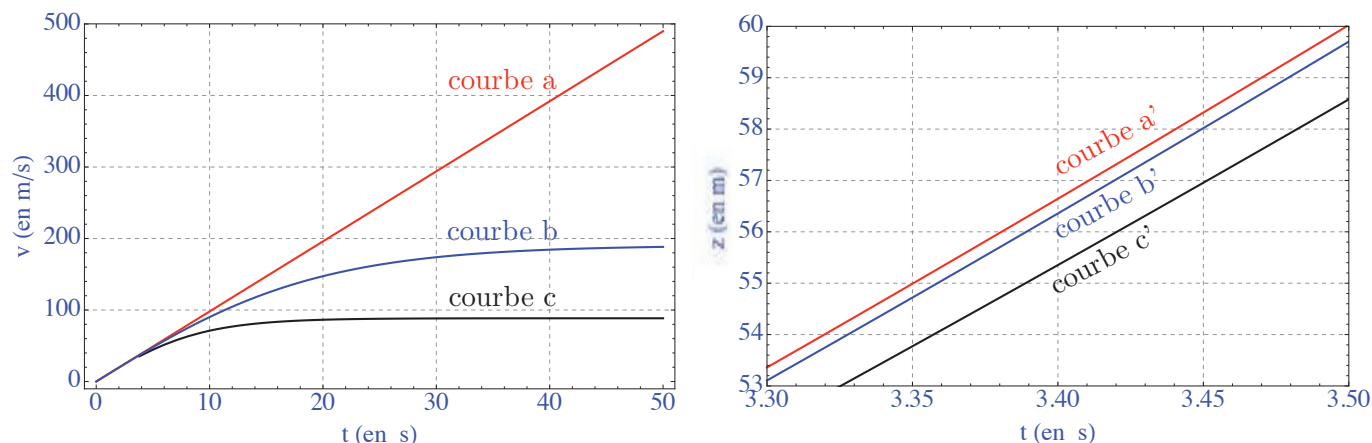 500
400
300
200
100
0
v (en m/s)
courbe a
courbe b
courbe c
0 10 20 30 40 50
t (en s)
60
59
58
57
56
55
54
53
z (en m)
courbe a'
courbe b'
courbe c'
3.30 3.35 3.40 3.45 3.50
t (en s)